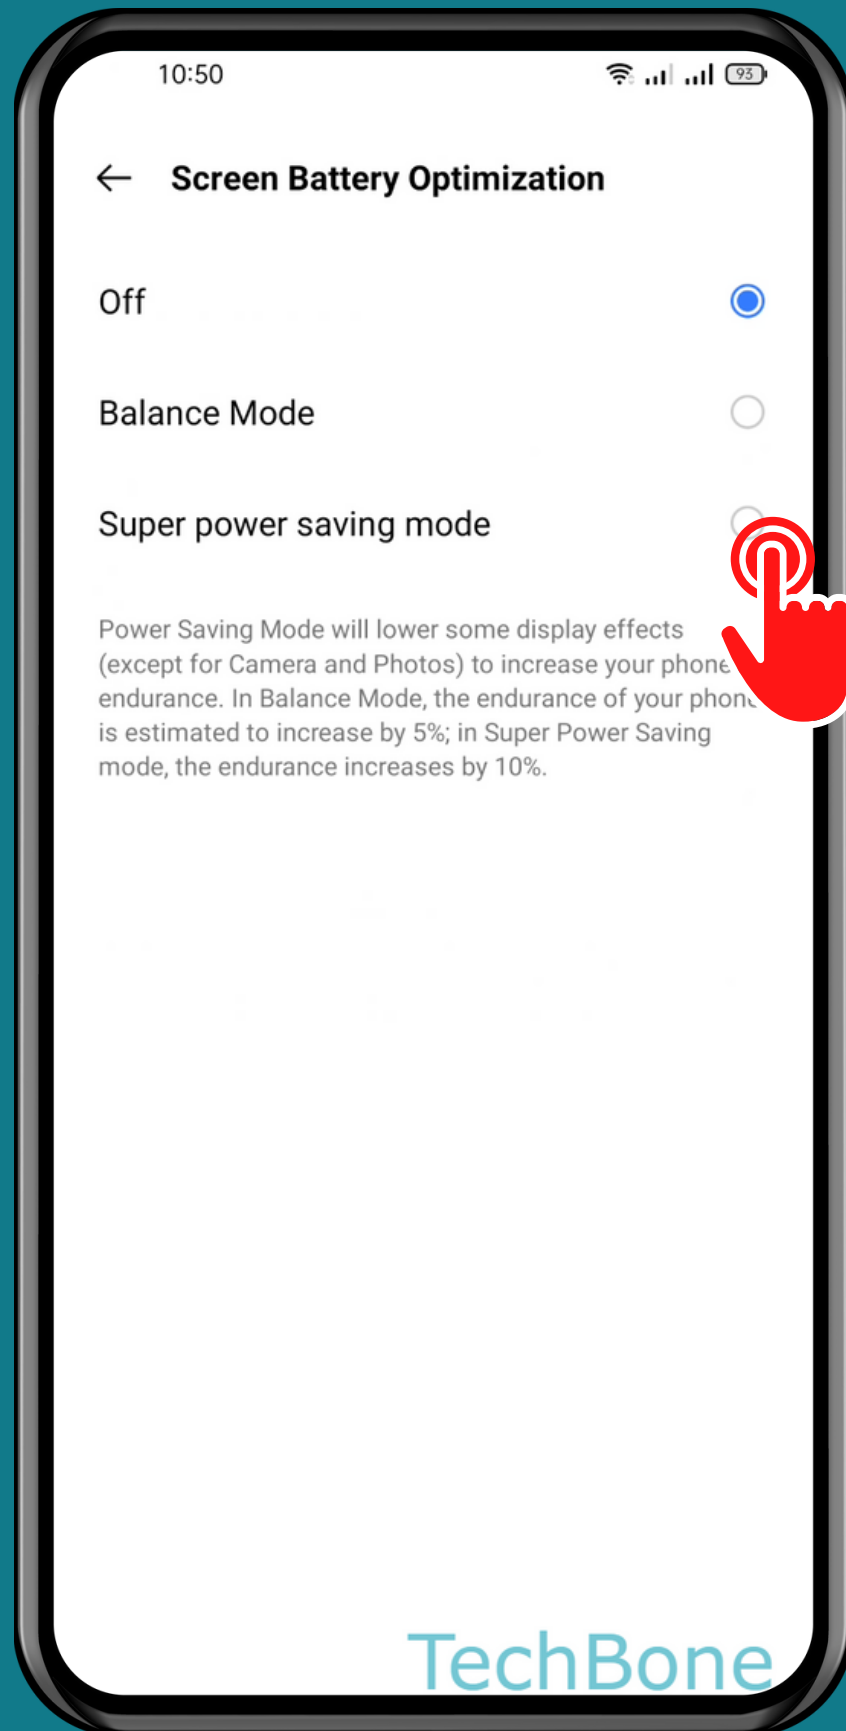 10:50
93
Screen Battery Optimization
Off
Balance Mode
Super power saving mode
Power Saving Mode will lower some display effects
(except for Camera and Photos) to increase your phone
endurance. In Balance Mode, the endurance of your phone
is estimated to increase by 5%; in Super Power Saving
mode, the endurance increases by 10%.
TechBone